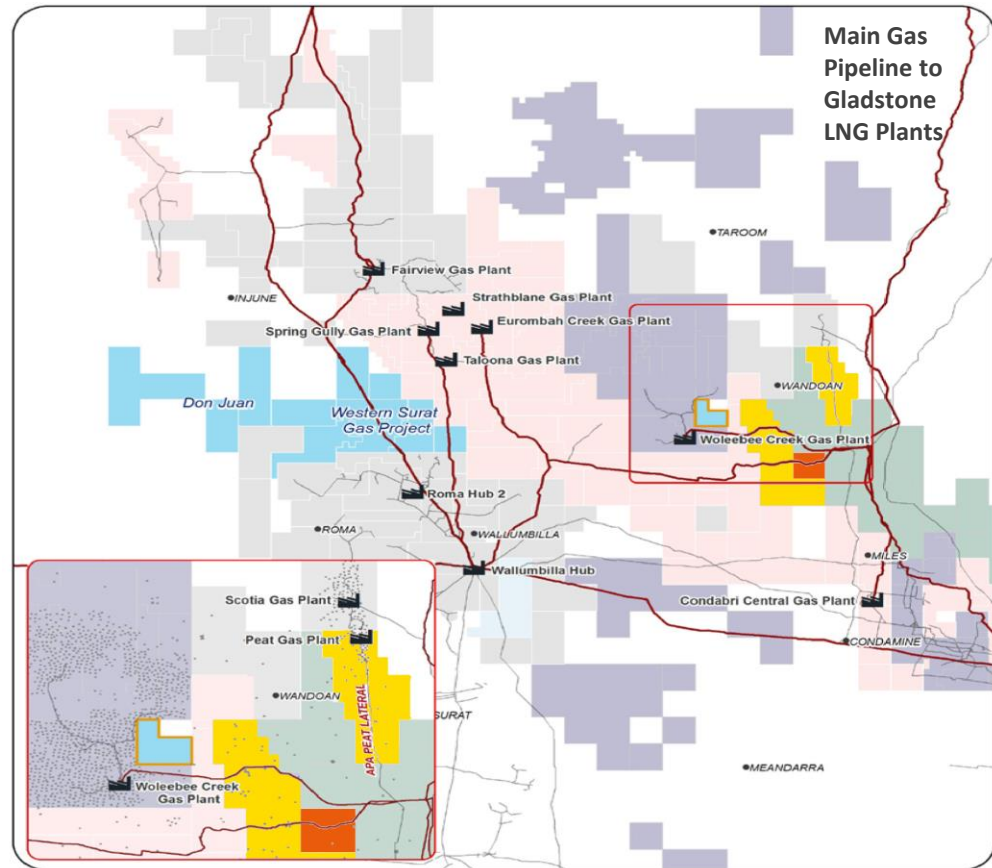 Main Gas
Pipeline to
Gladstone
LNG Plants
TAROOM
Fairview Gas Plant
INJUNE
Strathblane Gas Plant
Eurombah Creek Gas Plant
Spring Gully Gas Plant
Taloona Gas Plant
WANDOAN
Don Juan
Western Surat
Gas Project
Woleebee Creek Gas Plant
Roma Hub 2
ROMA
WALLUMBILLA
MILES
Wallumbilla Hub
Scotia Gas Plant
Condabri Central Gas Plant
Peat Gas Plant
CONDAMINE
WANDOAN
APA PEAT LATERAL
SURAT
MEANDARRA
Woleebee Creek
Gas Plant